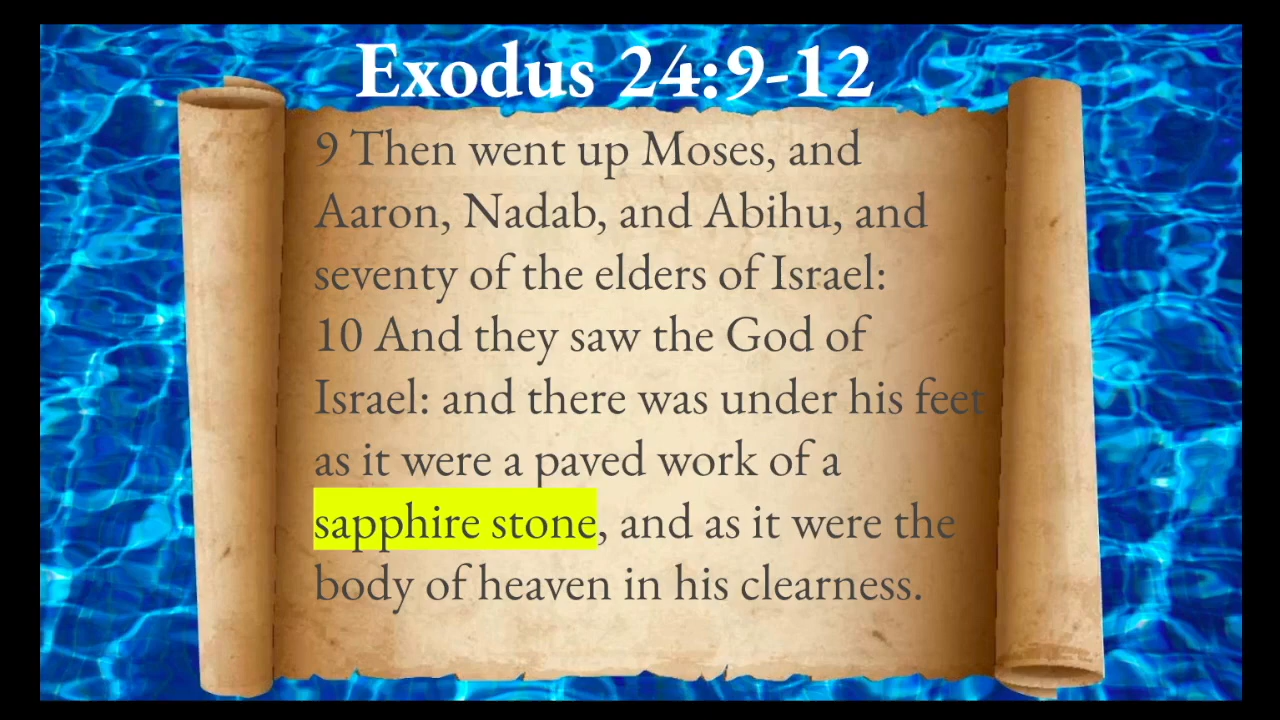 Exodus 24:9-12
9 Then went up Moses, and
Aaron, Nadab, and Abihu, and
seventy of the elders of Israel:
10 And they saw the God of
Israel: and there was under his feet
as it were a paved work of a
sapphire stone, and as it were the
body of heaven in his clearness.